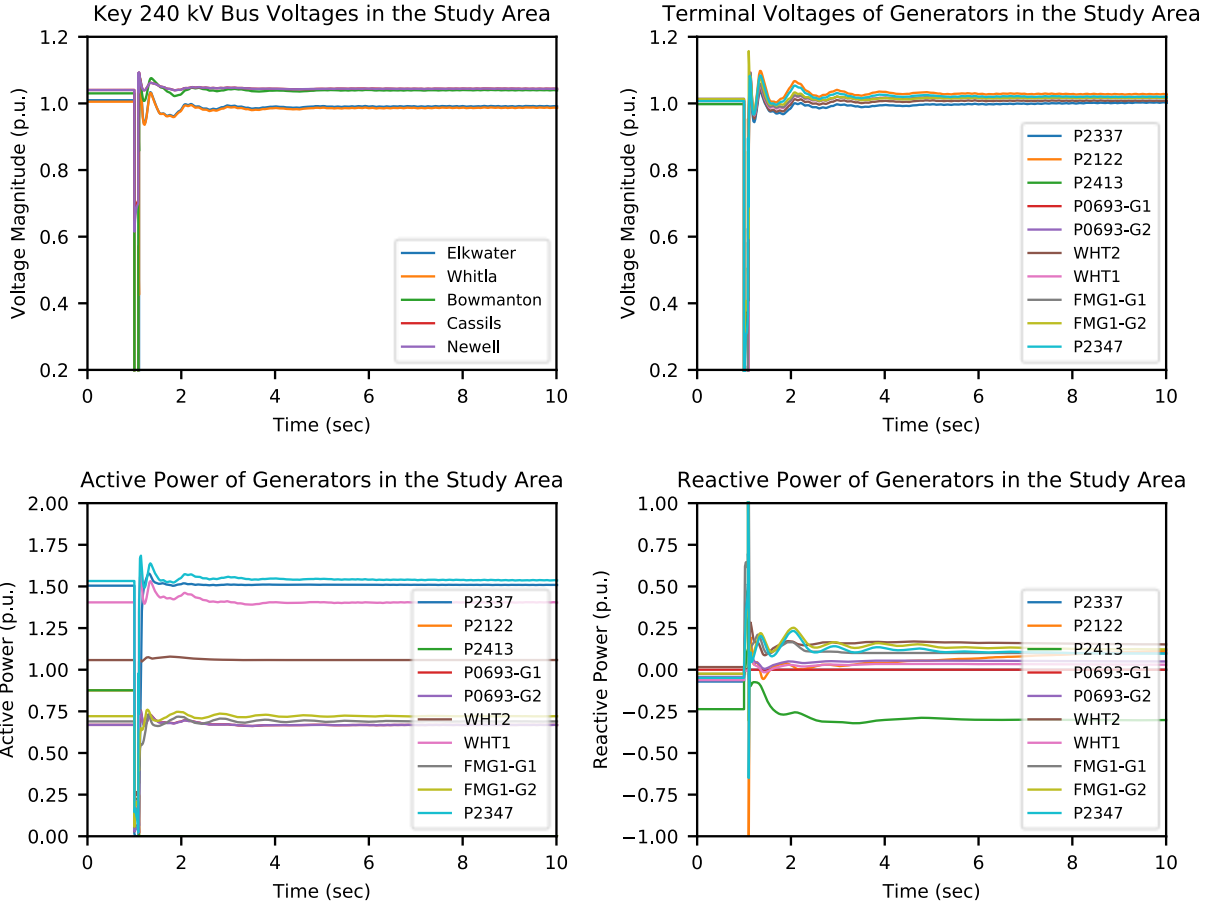 Key 240 kV Bus Voltages in the Study Area
1.2
1.0
0.8
0.6
0.4
0.2
Voltage Magnitude (p.u.)
Elkwater
Whitla
Bowmanton
Cassils
Newell
0 2 4 6 8 10
Time (sec)
Terminal Voltages of Generators in the Study Area
1.2
1.0
0.8
0.6
0.4
0.2
Voltage Magnitude (p.u.)
P2337
P2122
P2413
P0693-G1
P0693-G2
WHT2
WHT1
FMG1-G1
FMG1-G2
P2347
0 2 4 6 8 10
Time (sec)
Active Power of Generators in the Study Area
2.00
1.75
1.50
1.25
1.00
0.75
0.50
0.25
0.00
Active Power (p.u.)
P2337
P2122
P2413
P0693-G1
P0693-G2
WHT2
WHT1
FMG1-G1
FMG1-G2
P2347
0 2 4 6 8 10
Time (sec)
Reactive Power of Generators in the Study Area
1.00
0.75
0.50
0.25
0.00
−0.25
−0.50
−0.75
−1.00
Reactive Power (p.u.)
P2337
P2122
P2413
P0693-G1
P0693-G2
WHT2
WHT1
FMG1-G1
FMG1-G2
P2347
0 2 4 6 8 10
Time (sec)